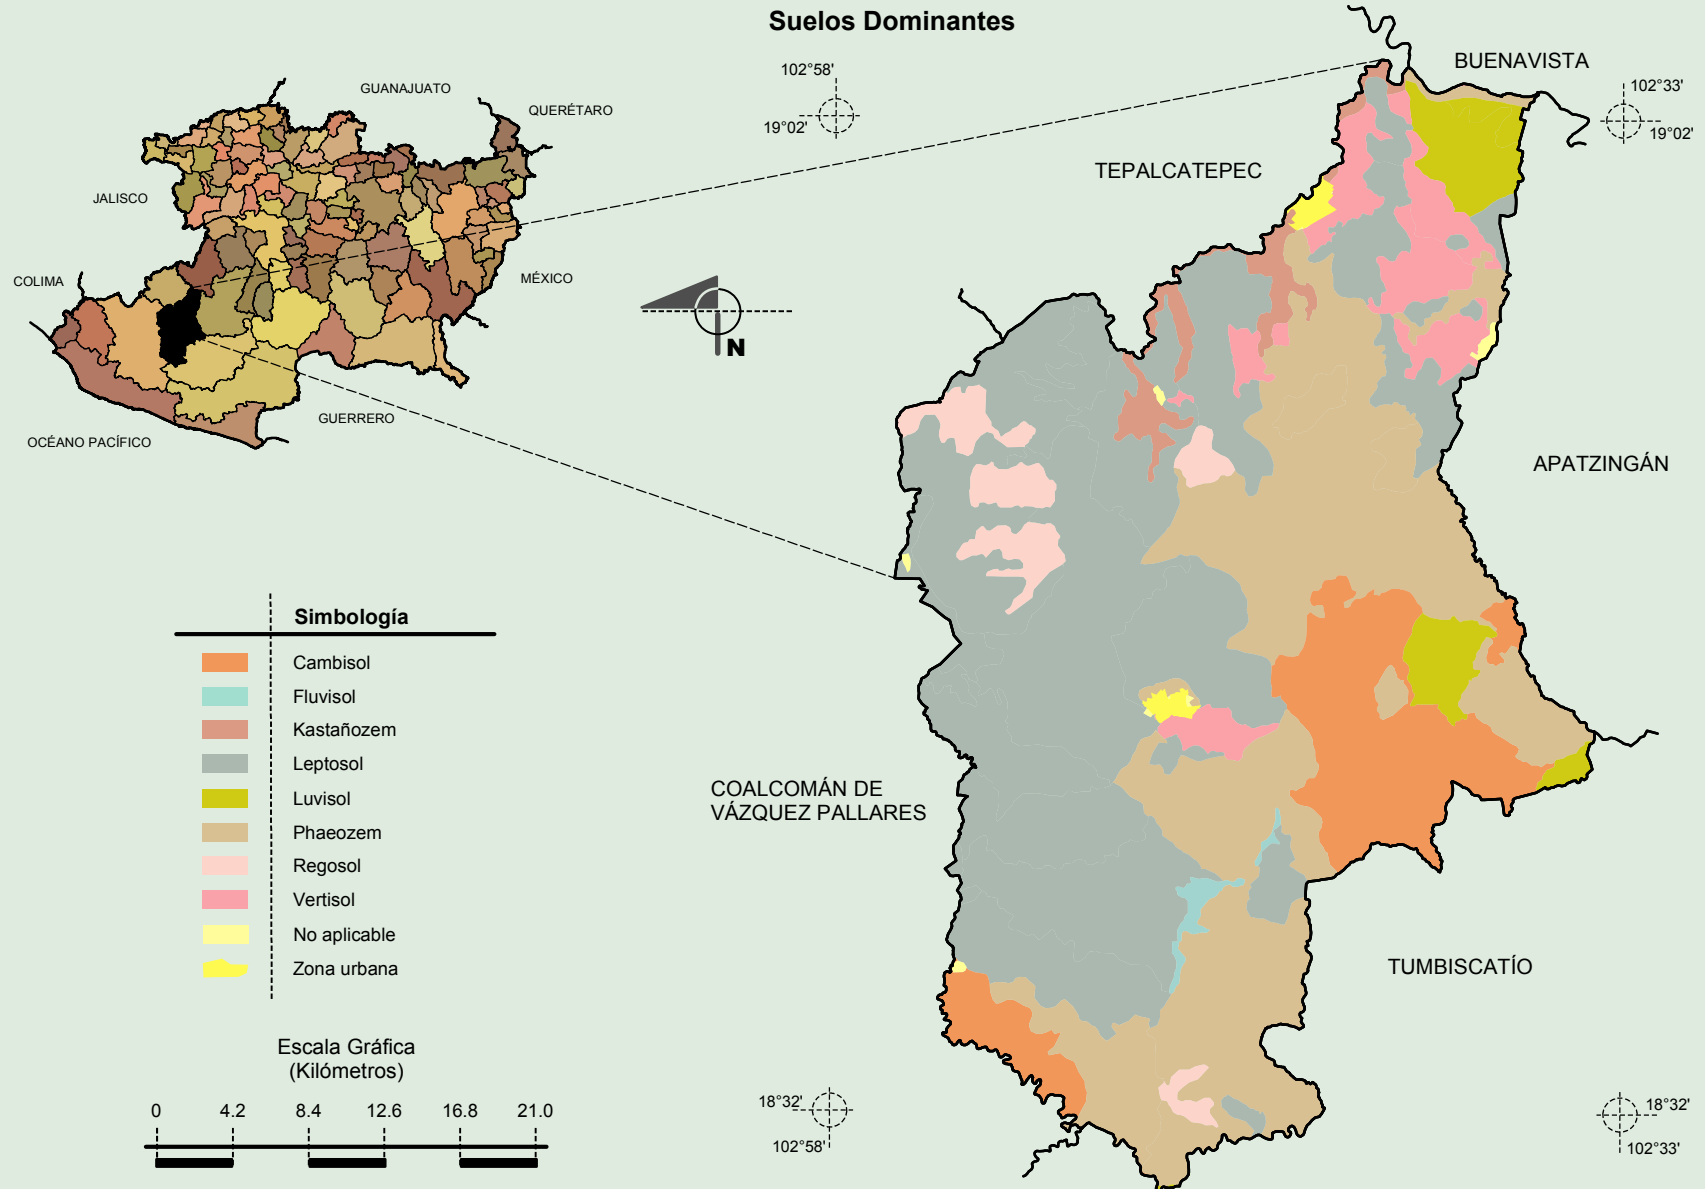 Suelos Dominantes
GUANAJUATO
QUERÉTARO
JALISCO
COLIMA
MÉXICO
GUERRERO
OCÉANO PACÍFICO
N
102°58'
19°02'
BUENAVISTA
102°33'
19°02'
TEPALCATEPEC
APATZINGÁN
COALCOMÁN DE
VÁZQUEZ PALLARES
TUMBISCATÍO
Simbología
Cambisol
Fluvisol
Kastañozem
Leptosol
Luvisol
Phaeozem
Regosol
Vertisol
No aplicable
Zona urbana
Escala Gráfica
(Kilómetros)
0 4.2 8.4 12.6 16.8 21.0
18°32'
102°58'
18°32'
102°33'